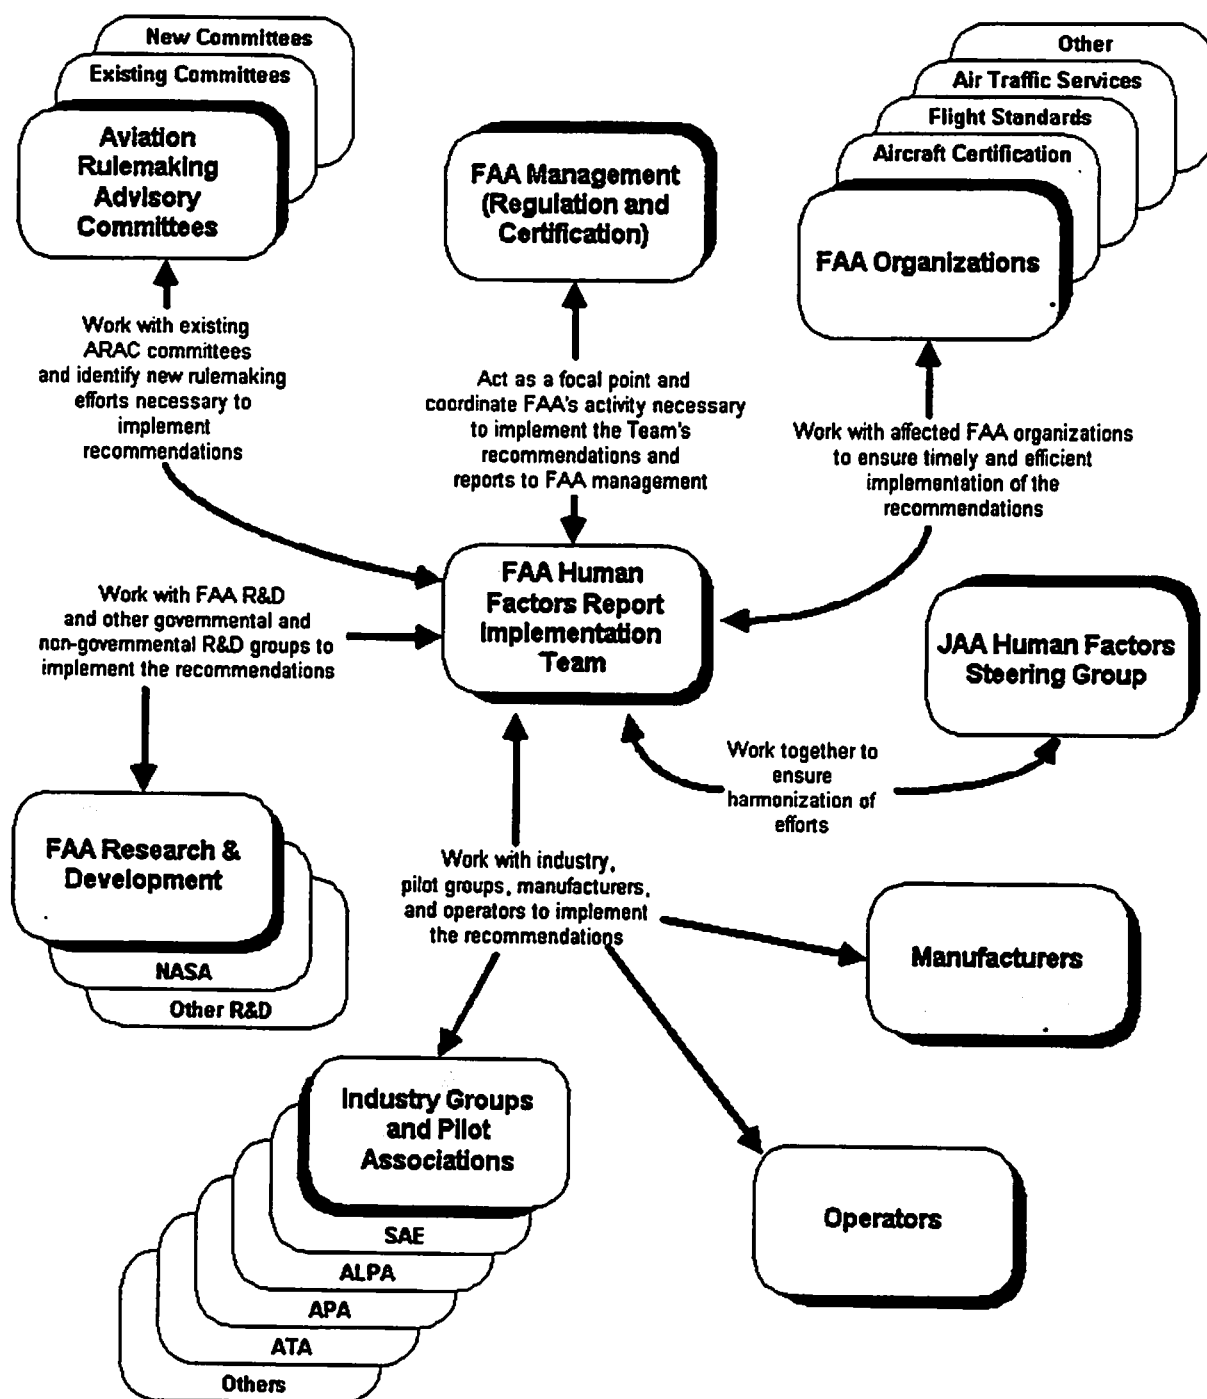 New Committees
Existing Committees
Aviation
Rulemaking
Advisory
Committees
FAA Management
(Regulation and
Certification)
Other
Air Traffic Services
Flight Standards
Aircraft Certification
FAA Organizations
Work with existing
ARAC committees
and identify new rulemaking
efforts necessary to
implement
recommendations
Act as a focal point and
coordinate FAA's activity necessary
to implement the Team's
recommendations and
reports to FAA management
Work with affected FAA organizations
to ensure timely and efficient
implementation of the
recommendations
FAA Human
Factors Report
Implementation
Team
Work with FAA R&D
and other governmental and
non-governmental R&D groups to
implement the recommendations
JAA Human Factors
Steering Group
Work together to
ensure
harmonization of
efforts
FAA Research &
Development
NASA
Other R&D
Work with industry,
pilot groups, manufacturers,
and operators to implement
the recommendations
Manufacturers
Industry Groups
and Pilot
Associations
SAE
ALPA
APA
ATA
Others
Operators